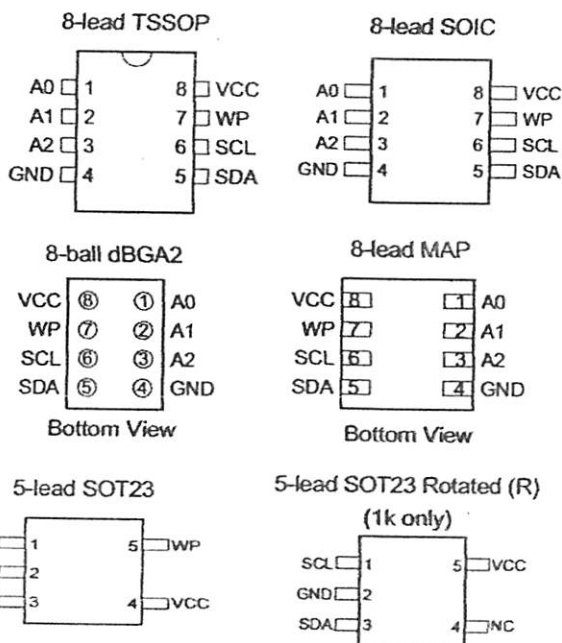 8-lead TSSOP
A0 1 8 VCC
A1 2 7 WP
A2 3 6 SCL
GND 4 5 SDA
8-lead SOIC
A0 1 8 VCC
A1 2 7 WP
A2 3 6 SCL
GND 4 5 SDA
8-ball dBGA2
VCC 8 1 A0
WP 7 2 A1
SCL 6 3 A2
SDA 5 4 GND
Bottom View
8-lead MAP
VCC 8 1 A0
WP 7 2 A1
SCL 6 3 A2
SDA 5 4 GND
Bottom View
5-lead SOT23
1 5 WP
2
3 4 VCC
5-lead SOT23 Rotated (R)
(1k only)
SCL 1 5 VCC
GND 2
SDA 3 4 NC